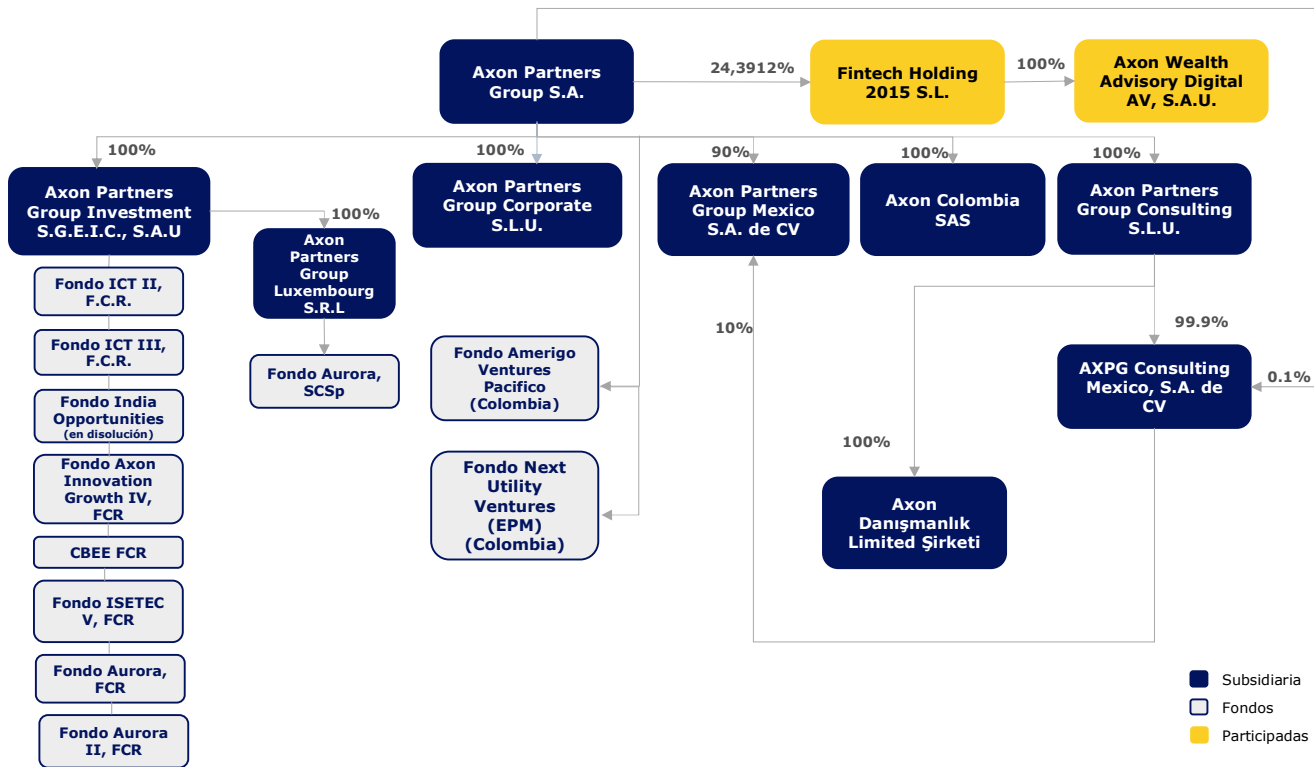 Axon Partners
Group S.A.
24,3912%
Fintech Holding
2015 S.L.
100%
Axon Wealth
Advisory Digital
AV, S.A.U.
100%
100%
90%
100%
100%
Axon Partners
Group Investment
S.G.E.I.C., S.A.U
100%
Axon
Partners
Group
Luxembourg
S.R.L
Axon Partners
Group Corporate
S.L.U.
Axon Partners
Group Mexico
S.A. de CV
Axon Colombia
SAS
Axon Partners
Group Consulting
S.L.U.
Fondo ICT II,
F.C.R.
Fondo ICT III,
F.C.R.
Fondo India
Opportunities
(en disolución)
Fondo Axon
Innovation
Growth IV,
FCR
CBEE FCR
Fondo ISETEC
V, FCR
Fondo Aurora,
FCR
Fondo Aurora
II, FCR
Fondo Aurora,
SCSp
Fondo Amerigo
Ventures
Pacifico
(Colombia)
Fondo Next
Utility
Ventures
(EPM)
(Colombia)
10%
99.9%
AXPG Consulting
Mexico, S.A. de
CV
0.1%
100%
Axon
Danışmanlık
Limited Şirketi
Subsidiaria
Fondos
Participadas